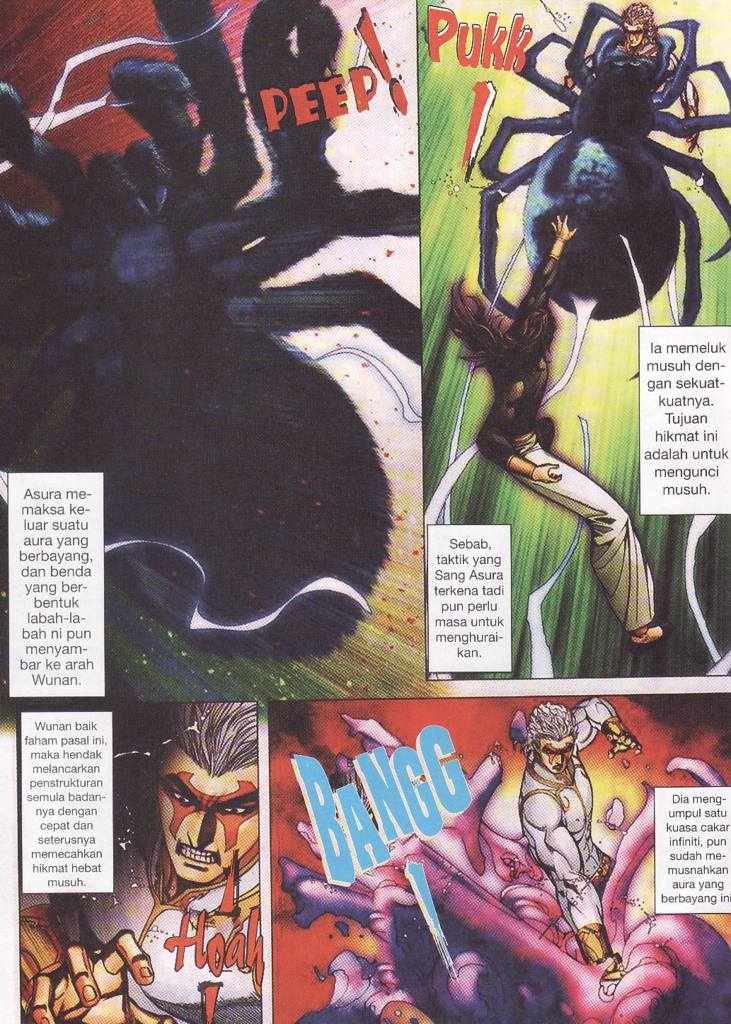 PEEP!
Asura me-
maksa ke-
luar suatu
aura yang
berbayang,
dan benda
yang ber-
bentuk
labah-la-
bah ni pun
menyam-
bar ke arah
Wunan.
Pukk
!
Ia memeluk
musuh den-
gan sekuat-
kuatnya.
Tujuan
hikmat ini
adalah untuk
mengunci
musuh.
Sebab,
taktik yang
Sang Asura
terkena tadi
pun perlu
masa untuk
menghurai-
kan.
Wunan baik
faham pasal ini,
maka hendak
melancarkan
penstrukturan
semula badan-
nya dengan
cepat dan
seterusnya
memecahkan
hikmat hebat
musuh.
Hoah
!
!
BANGG
!
Dia meng-
umpul satu
kuasa cakar
infiniti, pun
sudah me-
musnahkan
aura yang
berbayang ini